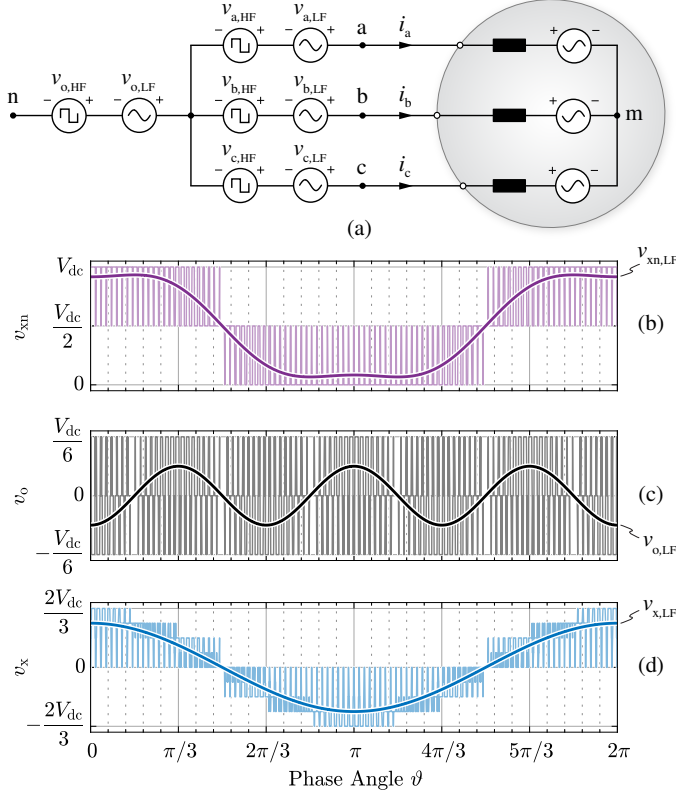 v_a,HF v_a,LF a i_a
n v_o,HF v_o,LF v_b,HF v_b,LF b i_b m
v_c,HF v_c,LF c i_c
(a)
V_dc
V_dc/2
0
v_xn
v_xn,LF
(b)
V_dc/6
0
−V_dc/6
v_o
v_o,LF
(c)
2V_dc/3
0
−2V_dc/3
v_x
v_x,LF
(d)
0 π/3 2π/3 π 4π/3 5π/3 2π
Phase Angle ϑ